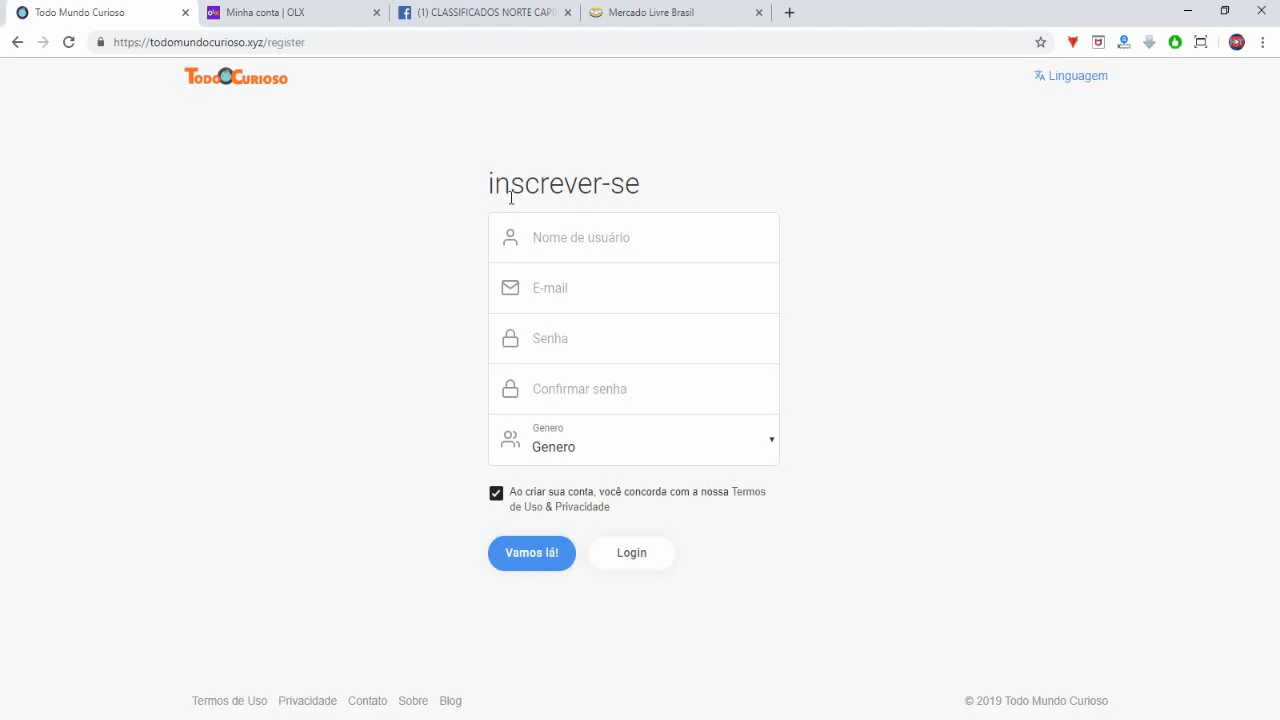 Todo Mundo Curioso
Minha conta | OLX
(1) CLASSIFICADOS NORTE CAPI
Mercado Livre Brasil
https://todomundocurioso.xyz/register
TODO CURIOSO
Linguagem
inscrever-se
Nome de usuário
E-mail
Senha
Confirmar senha
Genero
Genero
Ao criar sua conta, você concorda com a nossa Termos
de Uso & Privacidade
Vamos lá!
Login
Termos de Uso
Privacidade
Contato
Sobre
Blog
© 2019 Todo Mundo Curioso